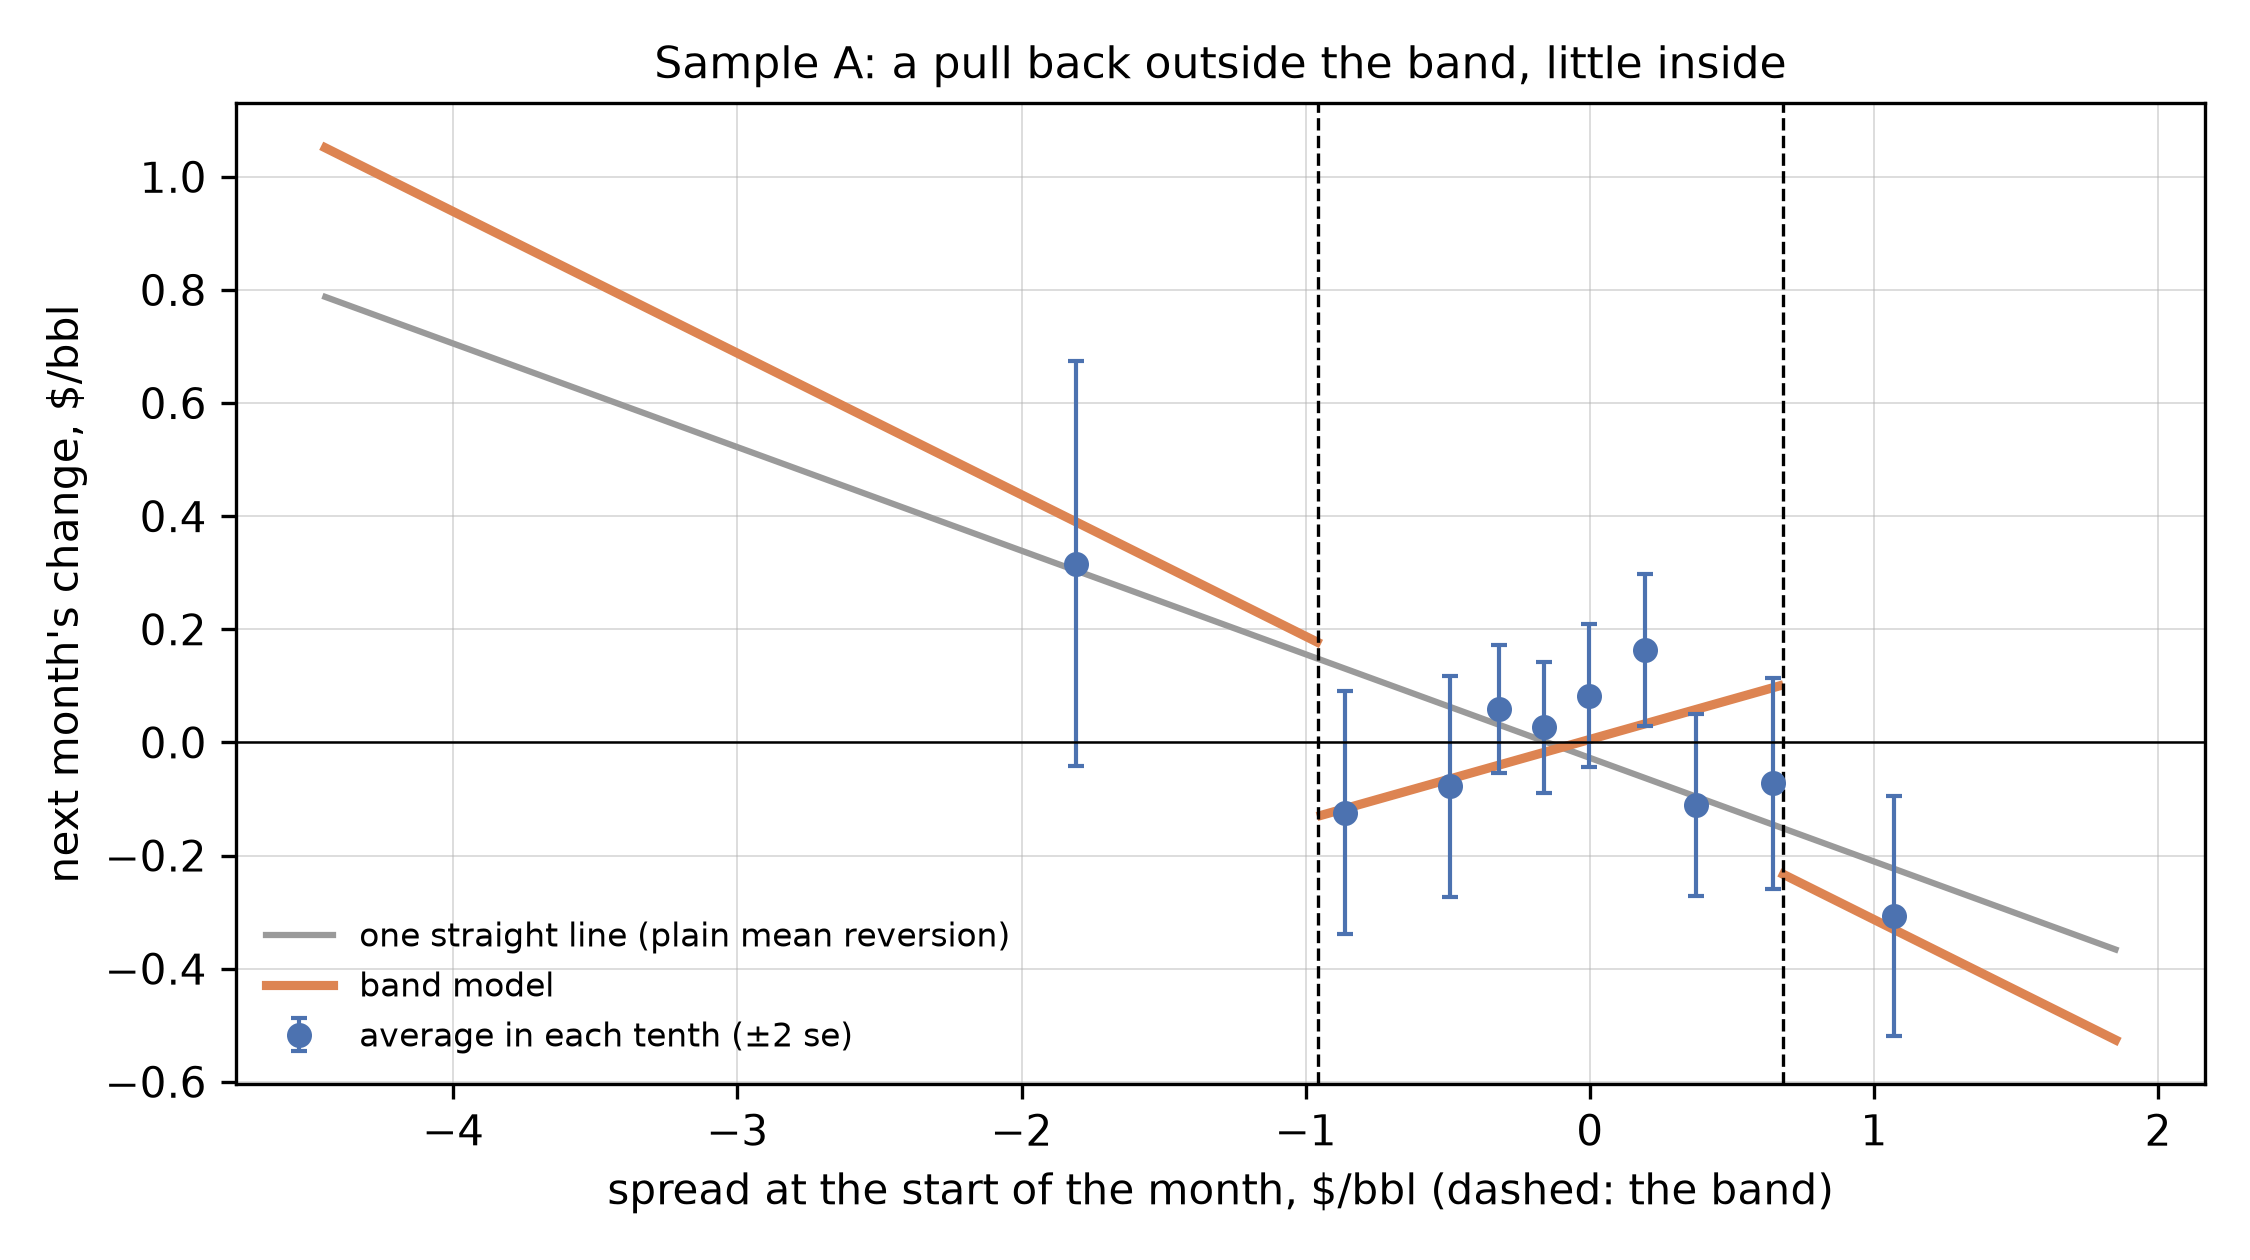 Sample A: a pull back outside the band, little inside
next month's change, $/bbl
1.0
0.8
0.6
0.4
0.2
0.0
−0.2
−0.4
−0.6
one straight line (plain mean reversion)
band model
average in each tenth (±2 se)
−4 −3 −2 −1 0 1 2
spread at the start of the month, $/bbl (dashed: the band)